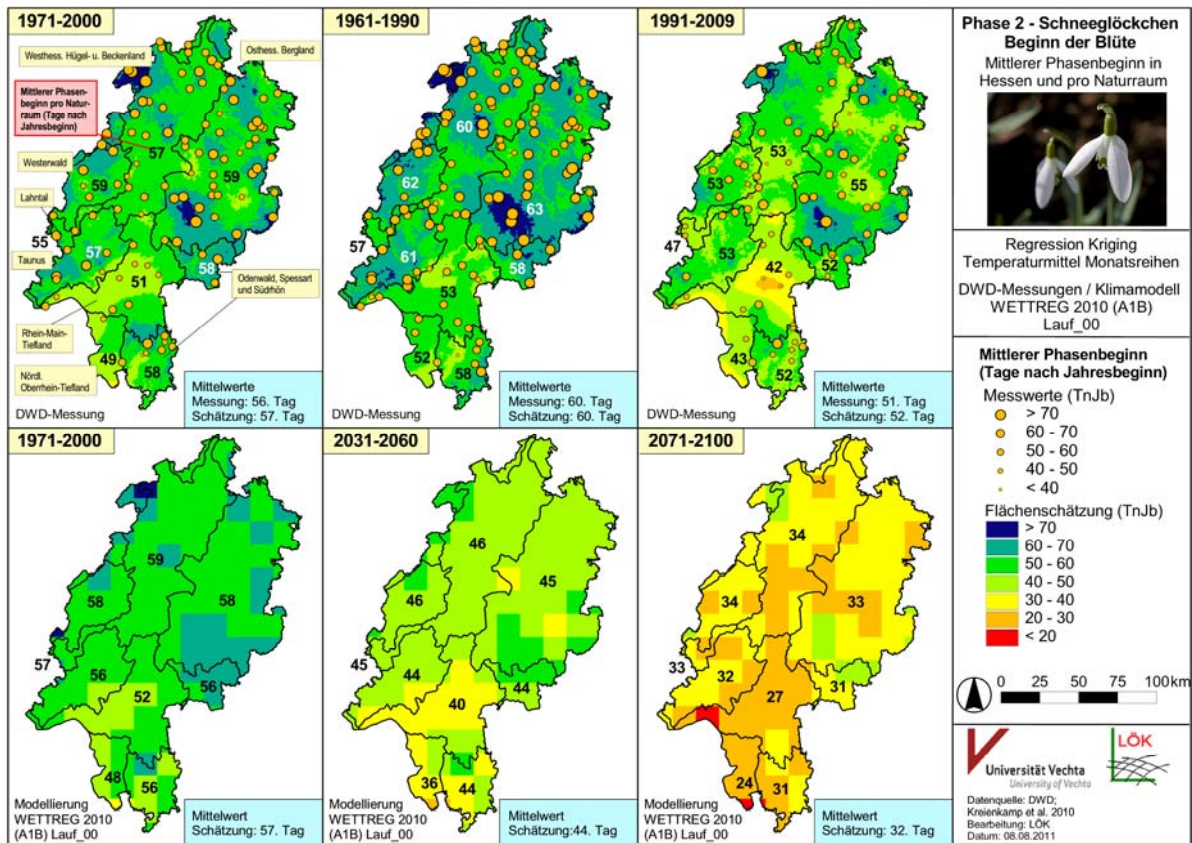 1971-2000
Westhess. Hügel- u. Beckenland
Osthess. Bergland
Mittlerer Phasen-
beginn pro Natur-
raum (Tage nach
Jahresbeginn)
57
Westerwald
59
59
Lahntal
55
Taunus
57
58
51
Odenwald, Spessart
und Südrhön
Rhein-Main-
Tiefland
49
Nördl.
Oberrhein-Tiefland
58
DWD-Messung
Mittelwerte
Messung: 56. Tag
Schätzung: 57. Tag
1961-1990
60
62
63
57
61
58
53
52
58
DWD-Messung
Mittelwerte
Messung: 60. Tag
Schätzung: 60. Tag
1991-2009
53
53
55
47
53
42
52
43
52
Mittelwerte
Messung: 51. Tag
Schätzung: 52. Tag
1971-2000
59
58
58
57
56
52
56
48
56
Modellierung
WETTREG 2010
(A1B) Lauf_00
Mittelwert
Schätzung: 57. Tag
2031-2060
46
45
46
45
44
44
40
36
44
Modellierung
WETTREG 2010
(A1B) Lauf_00
Mittelwert
Schätzung:44. Tag
2071-2100
34
34
33
33
32
31
27
24
31
Modellierung
WETTREG 2010
(A1B) Lauf_00
Mittelwert
Schätzung: 32. Tag
Phase 2 - Schneeglöckchen
Beginn der Blüte
Mittlerer Phasenbeginn in
Hessen und pro Naturraum
Regression Kriging
Temperaturmittel Monatsreihen
DWD-Messungen / Klimamodell
WETTREG 2010 (A1B)
Lauf_00
Mittlerer Phasenbeginn
(Tage nach Jahresbeginn)
Messwerte (TnJb)
> 70
60 - 70
50 - 60
40 - 50
< 40
Flächenschätzung (TnJb)
> 70
60 - 70
50 - 60
40 - 50
30 - 40
20 - 30
< 20
0 25 50 100 km
Universität Vechta
University of Vechta
LÖK
Datenquelle: DWD;
Kreienkamp et al. 2010
Bearbeitung: LÖK
Datum: 08.08.2011